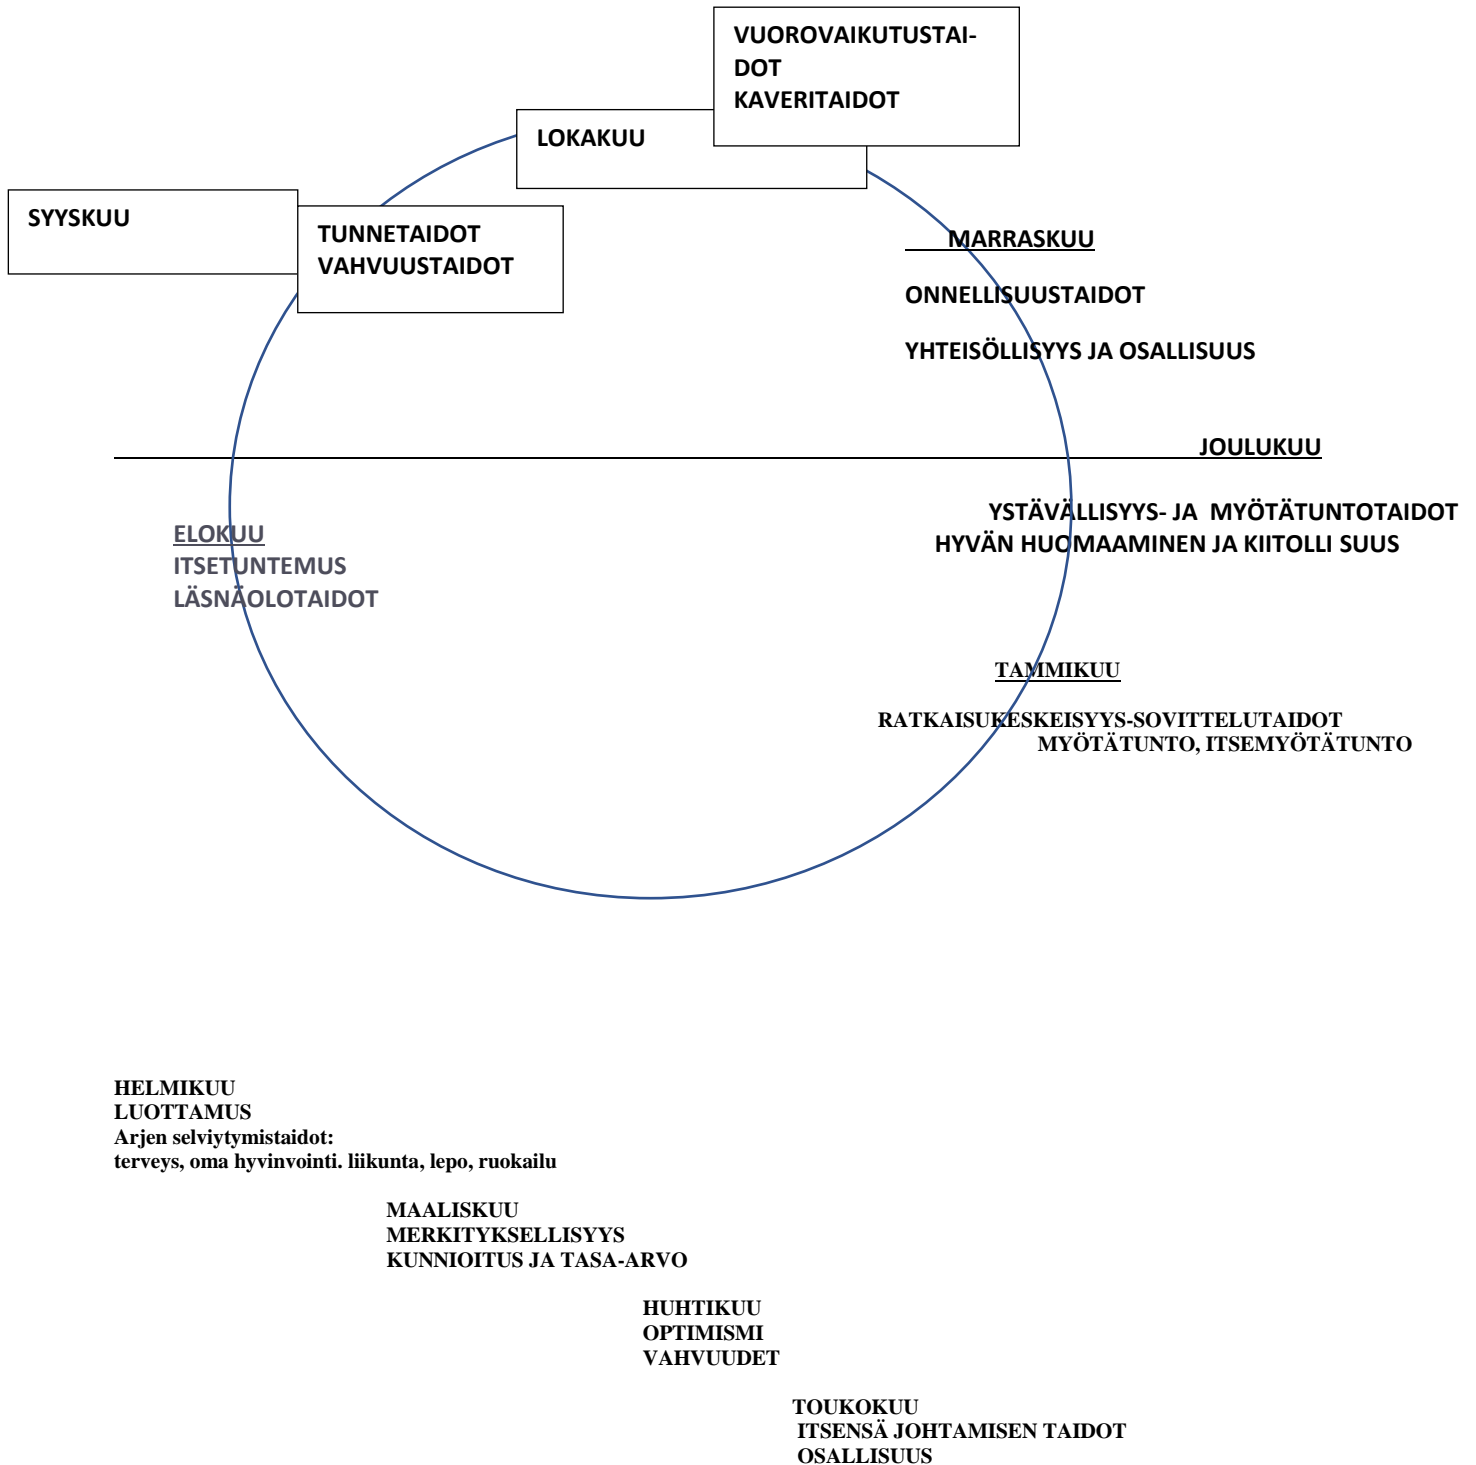 VUOROVAIKUTUSTAI-
DOT
KAVERITAIDOT
LOKAKUU
SYYSKUU
TUNNETAIDOT
VAHVUUSTAIDOT
MARRASKUU
ONNELLISUUSTAIDOT
YHTEISÖLLISYYS JA OSALLISUUS
JOULUKUU
YSTÄVÄLLISYYS- JA MYÖTÄTUNTOTAIDOT
HYVÄN HUOMAAMINEN JA KIITOLLI SUUS
ELOKUU
ITSETUNTEMUS
LÄSNÄOLOTAIDOT
TAMMIKUU
RATKAISUKESKEISYYS-SOVITTELUTAIDOT
MYÖTÄTUNTO, ITSEMYÖTÄTUNTO
HELMIKUU
LUOTTAMUS
Arjen selviytymistaidot:
terveys, oma hyvinvointi. liikunta, lepo, ruokailu
MAALISKUU
MERKITYKSELLISYYS
KUNNIOITUS JA TASA-ARVO
HUHTIKUU
OPTIMISMI
VAHVUUDET
TOUKOKUU
ITSENSÄ JOHTAMISEN TAIDOT
OSALLISUUS